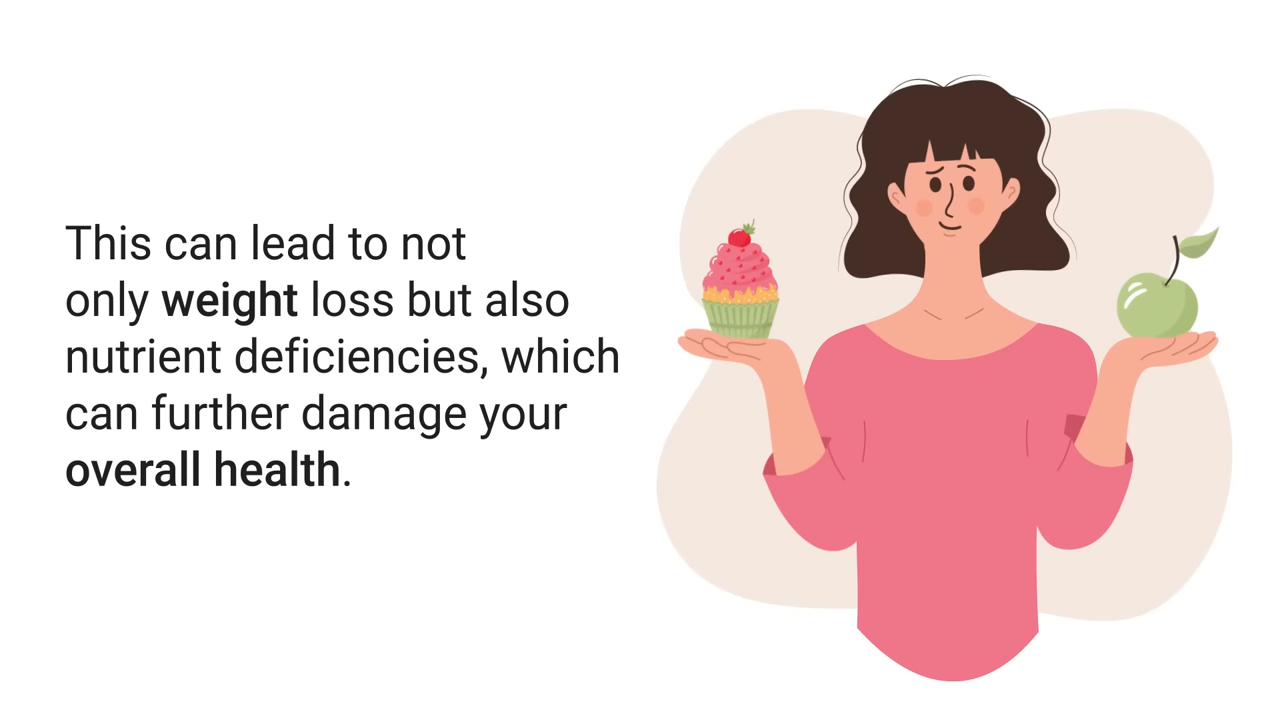 This can lead to not
only weight loss but also
nutrient deficiencies, which
can further damage your
overall health.